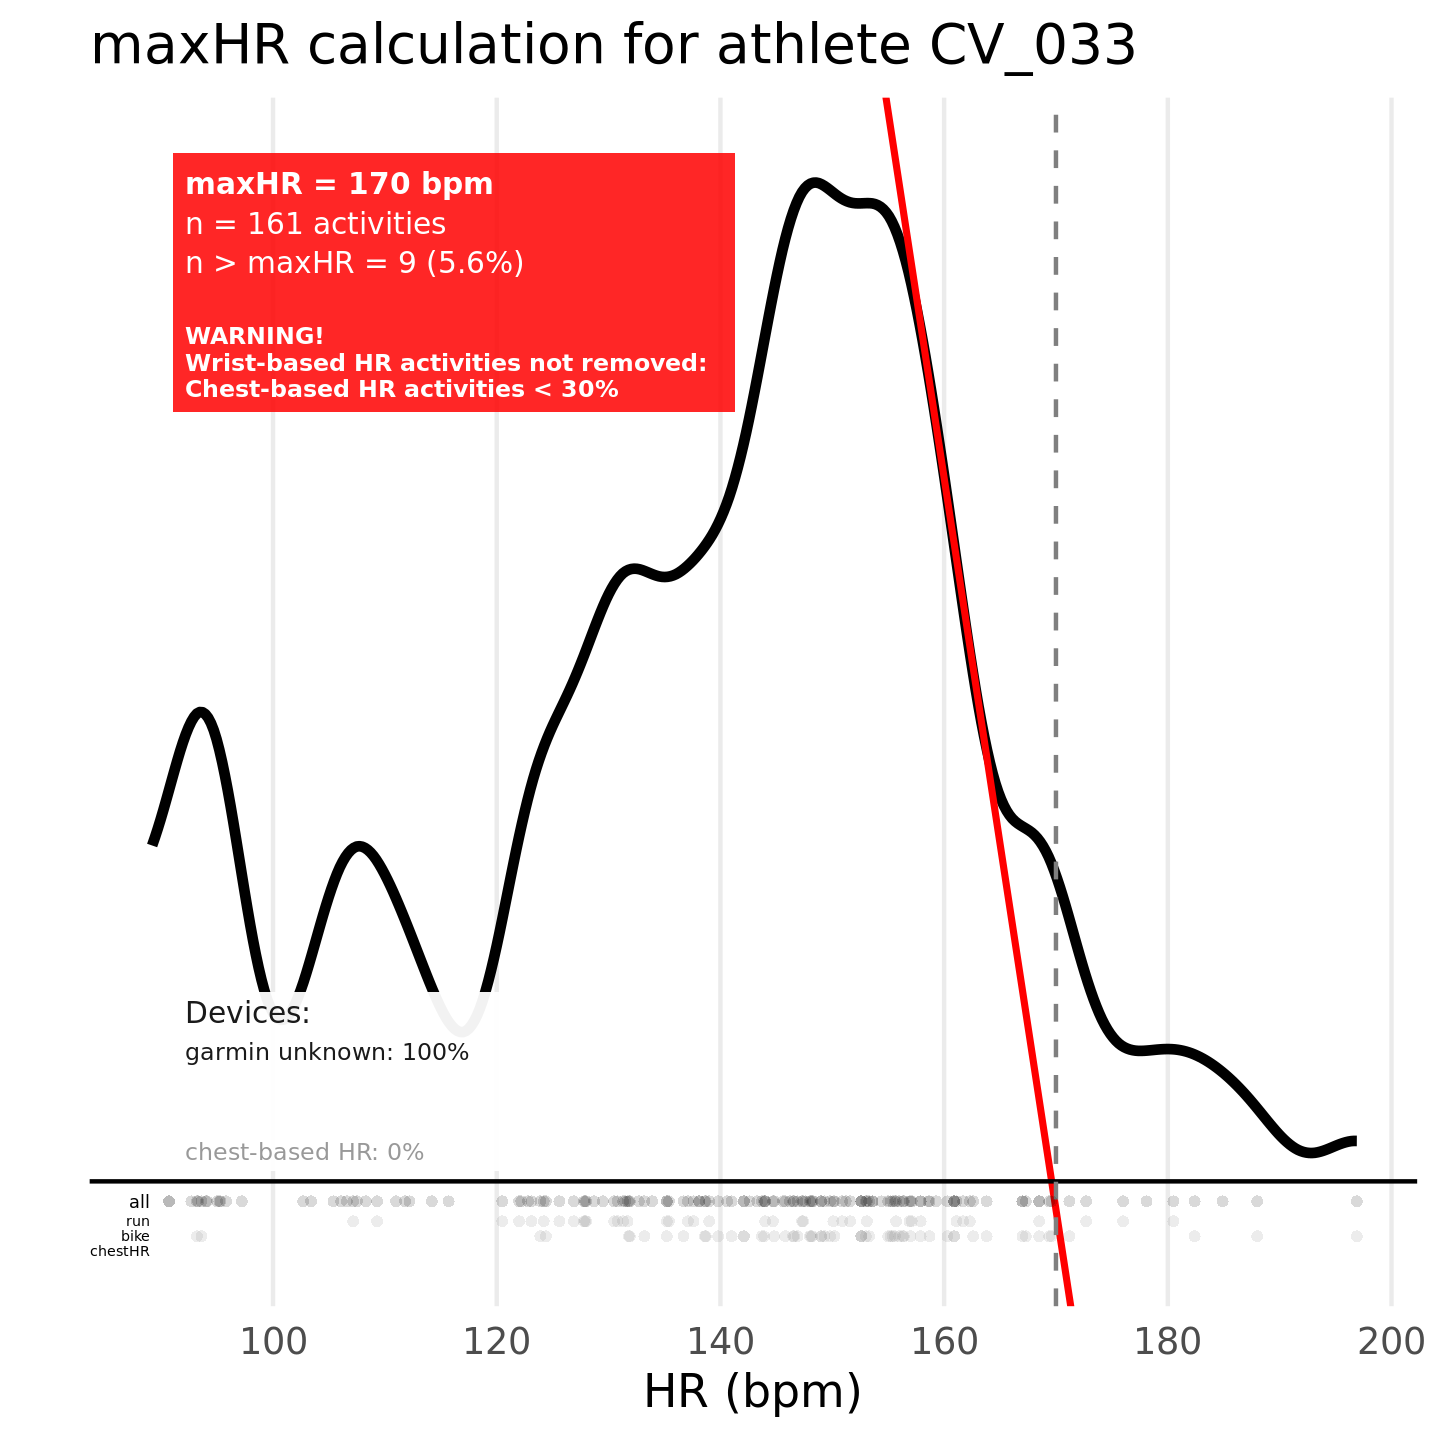 maxHR calculation for athlete CV_033
maxHR = 170 bpm
n = 161 activities
n > maxHR = 9 (5.6%)
WARNING!
Wrist-based HR activities not removed:
Chest-based HR activities < 30%
Devices:
garmin unknown: 100%
chest-based HR: 0%
all
run
bike
chestHR
100 120 140 160 180 200
HR (bpm)